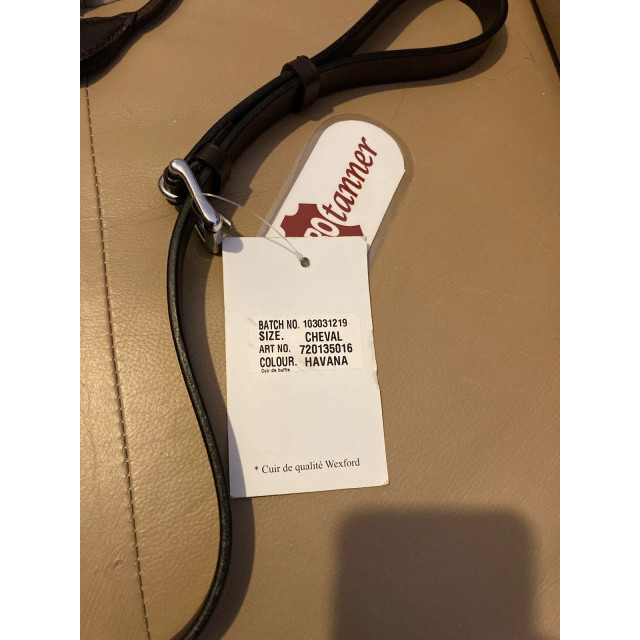 tanner
BATCH NO. 103031219
SIZE. CHEVAL
ART NO. 720135016
COLOUR. HAVANA
Cuir de buffle
* Cuir de qualité Wexford